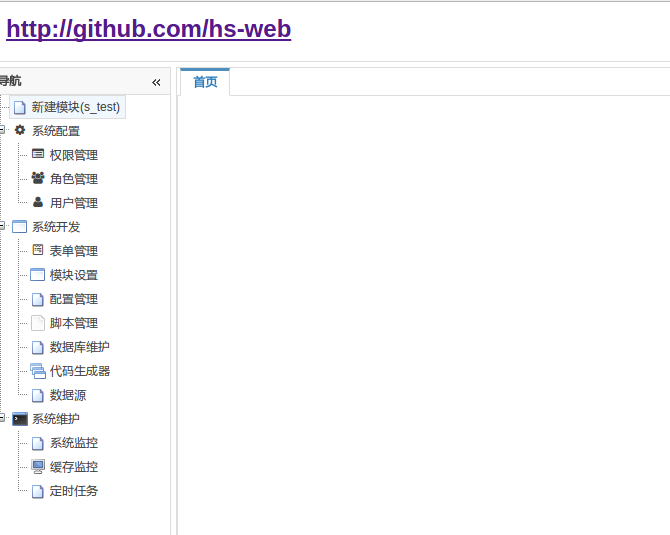 http://github.com/hs-web
导航
首页
新建模块(s_test)
系统配置
权限管理
角色管理
用户管理
系统开发
表单管理
模块设置
配置管理
脚本管理
数据库维护
代码生成器
数据源
系统维护
系统监控
缓存监控
定时任务